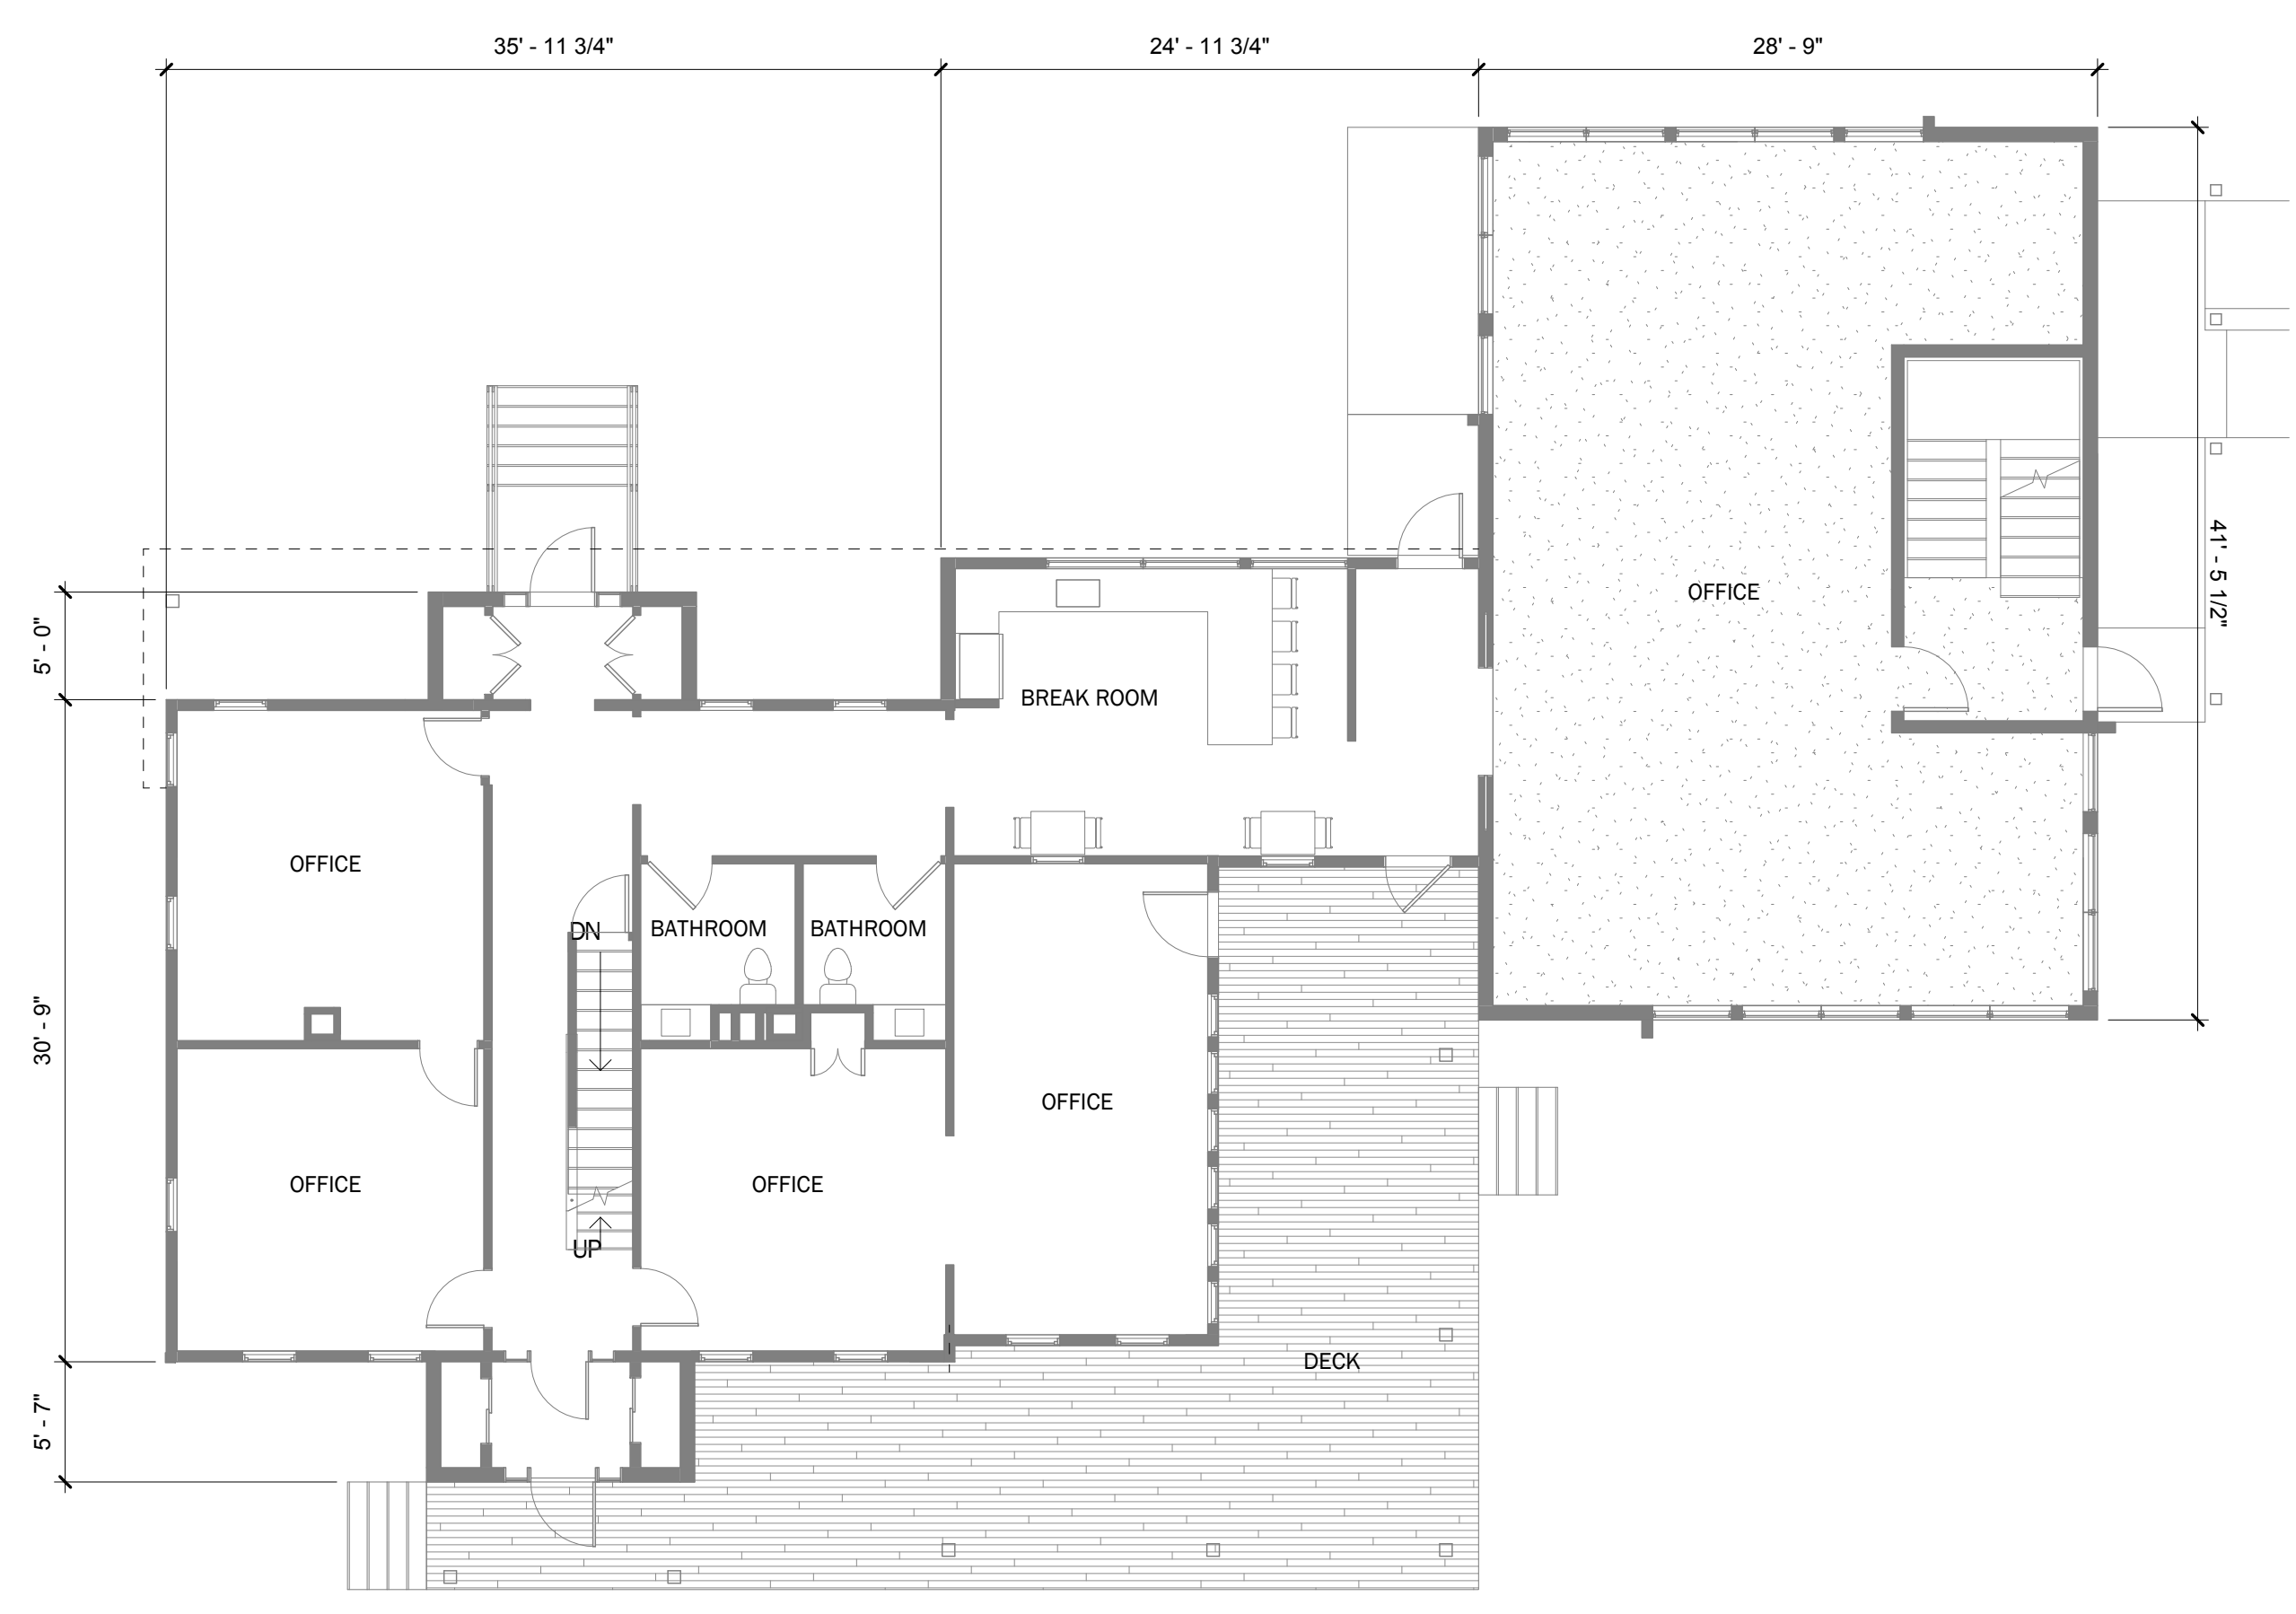 35' - 11 3/4"
24' - 11 3/4"
28' - 9"
41' - 5 1/2"
OFFICE
5' - 0"
BREAK ROOM
OFFICE
DN
BATHROOM
BATHROOM
30' - 9"
OFFICE
OFFICE
OFFICE
UP
DECK
5' - 7"